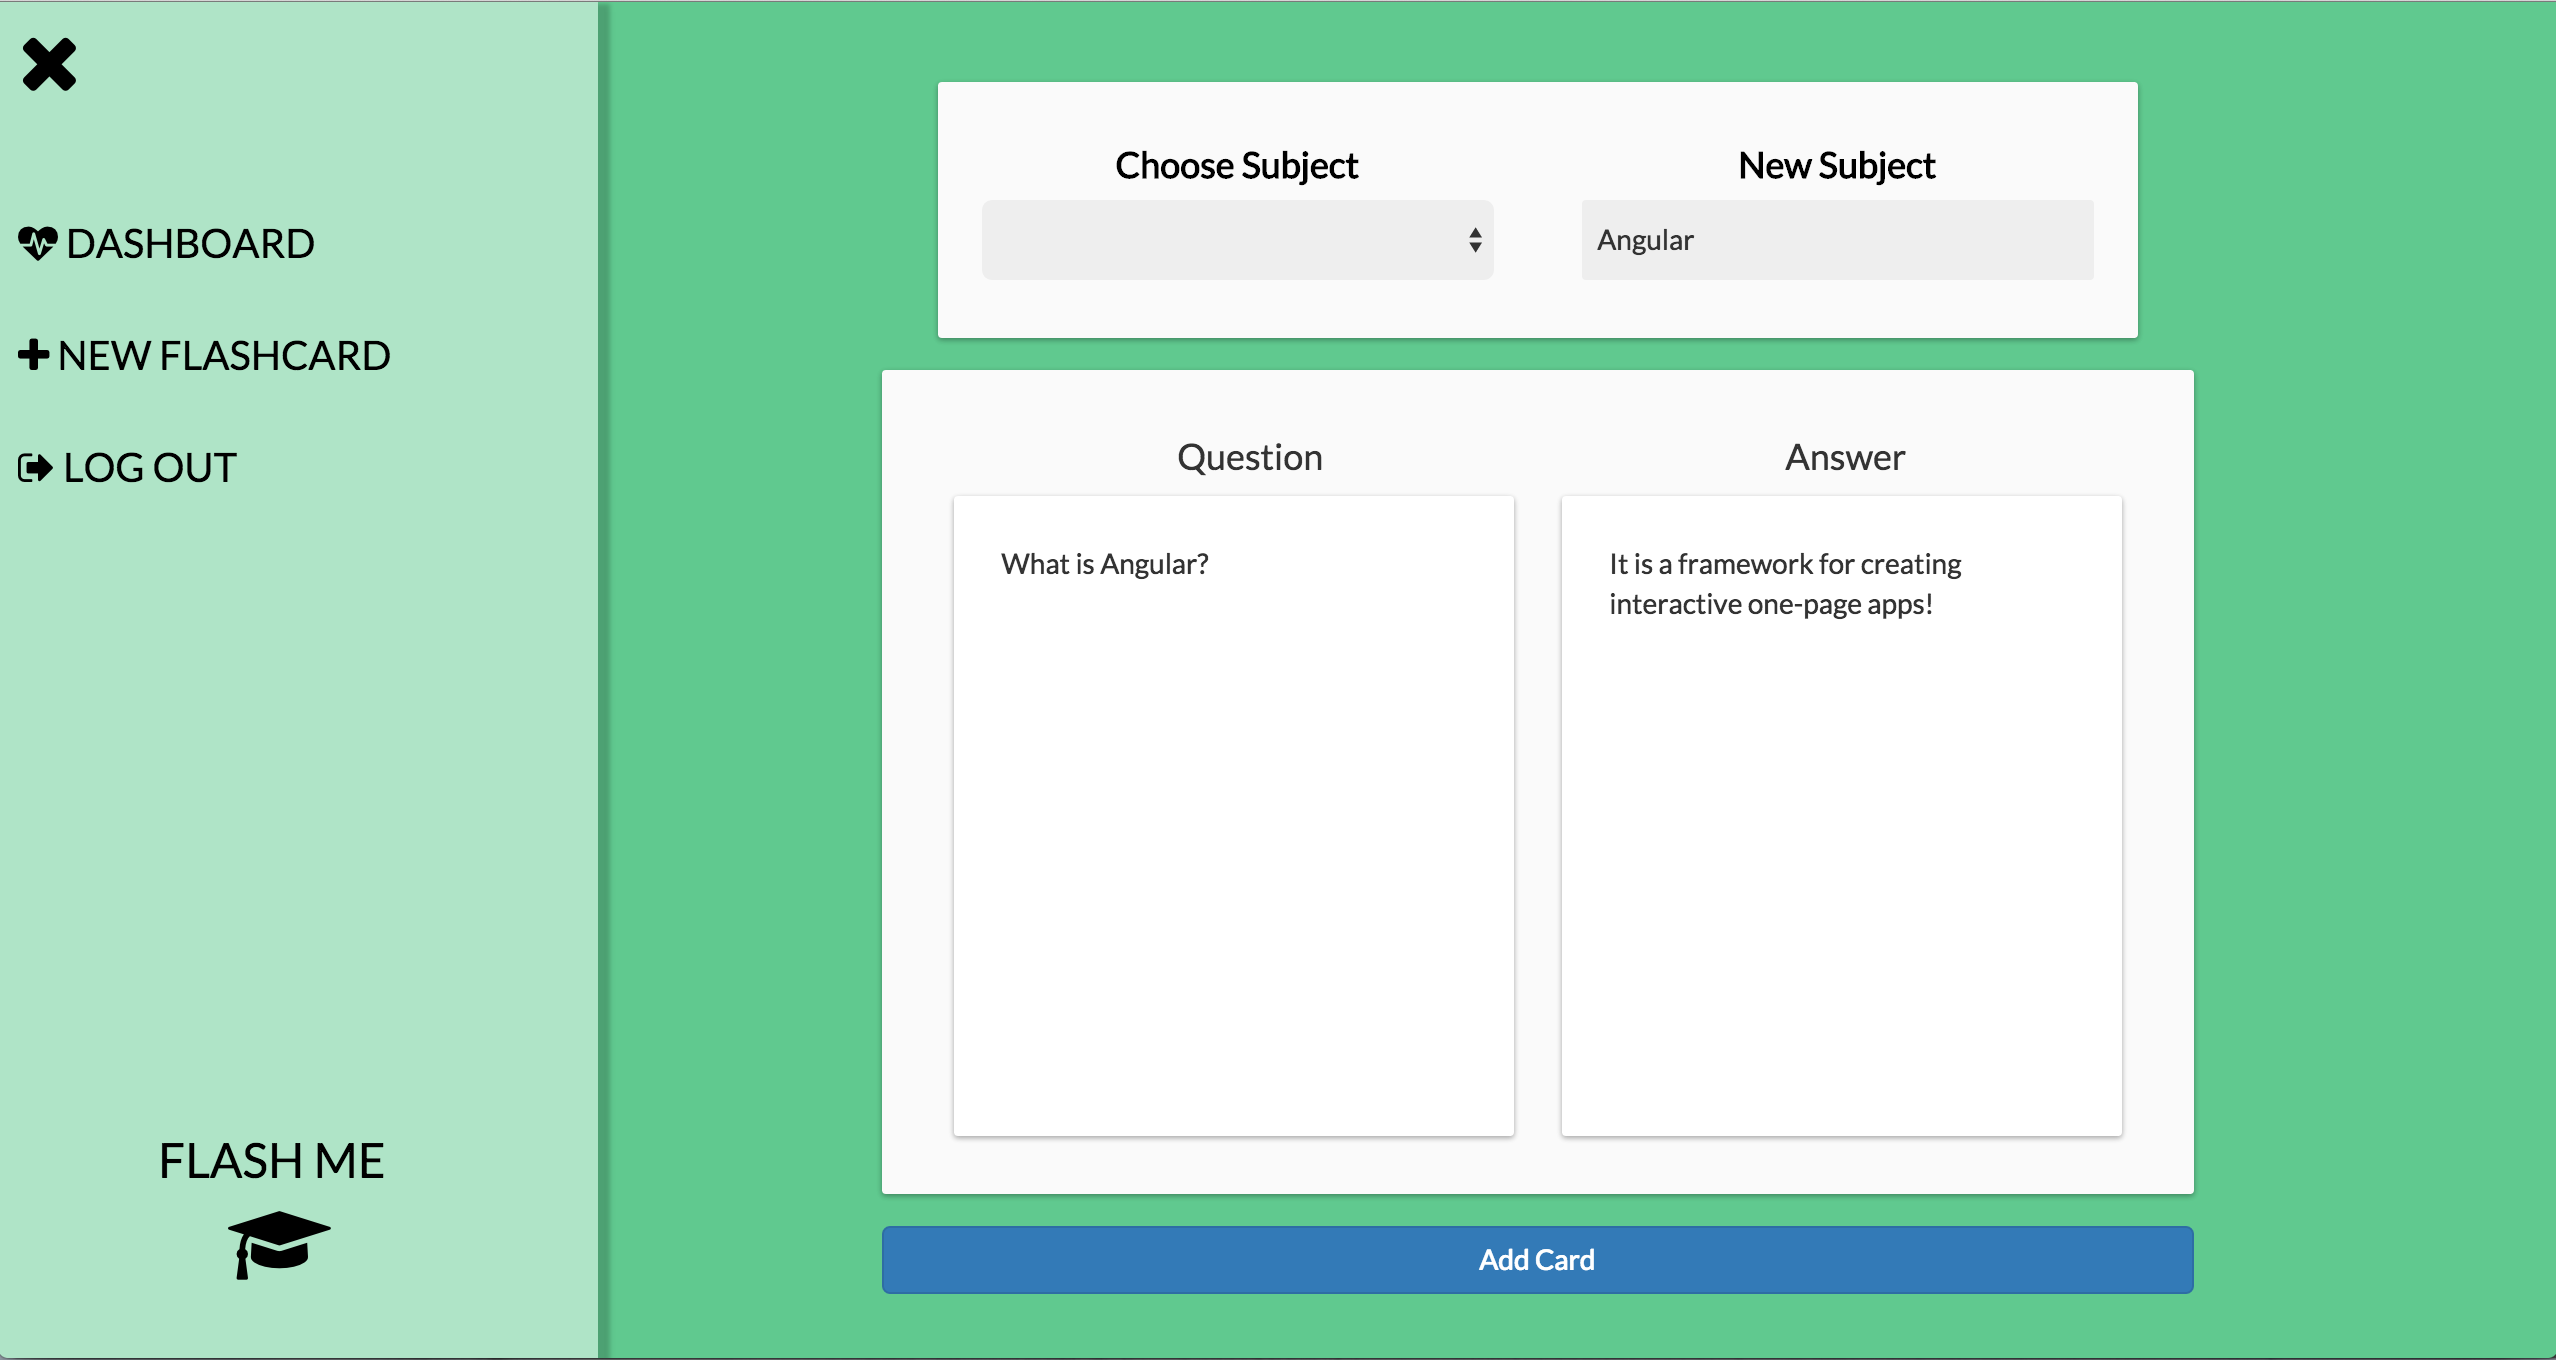 DASHBOARD
NEW FLASHCARD
LOG OUT
FLASH ME
Choose Subject
New Subject
Angular
Question
Answer
What is Angular?
It is a framework for creating
interactive one-page apps!
Add Card